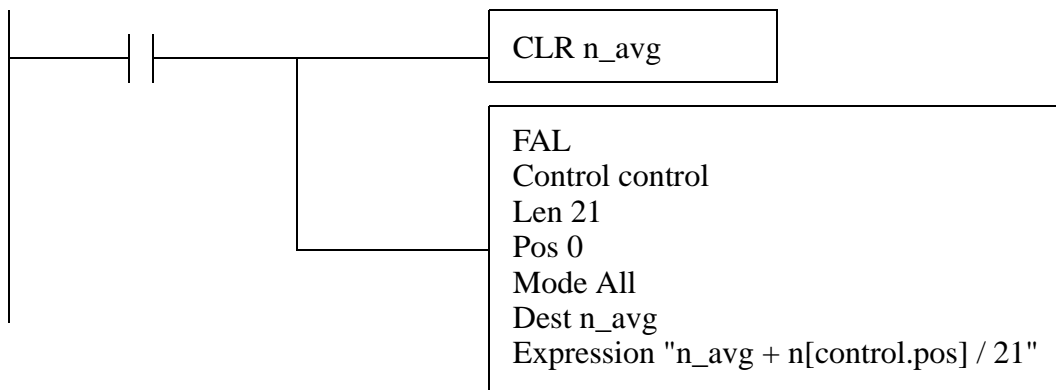 CLR n_avg
FAL
Control control
Len 21
Pos 0
Mode All
Dest n_avg
Expression "n_avg + n[control.pos] / 21"